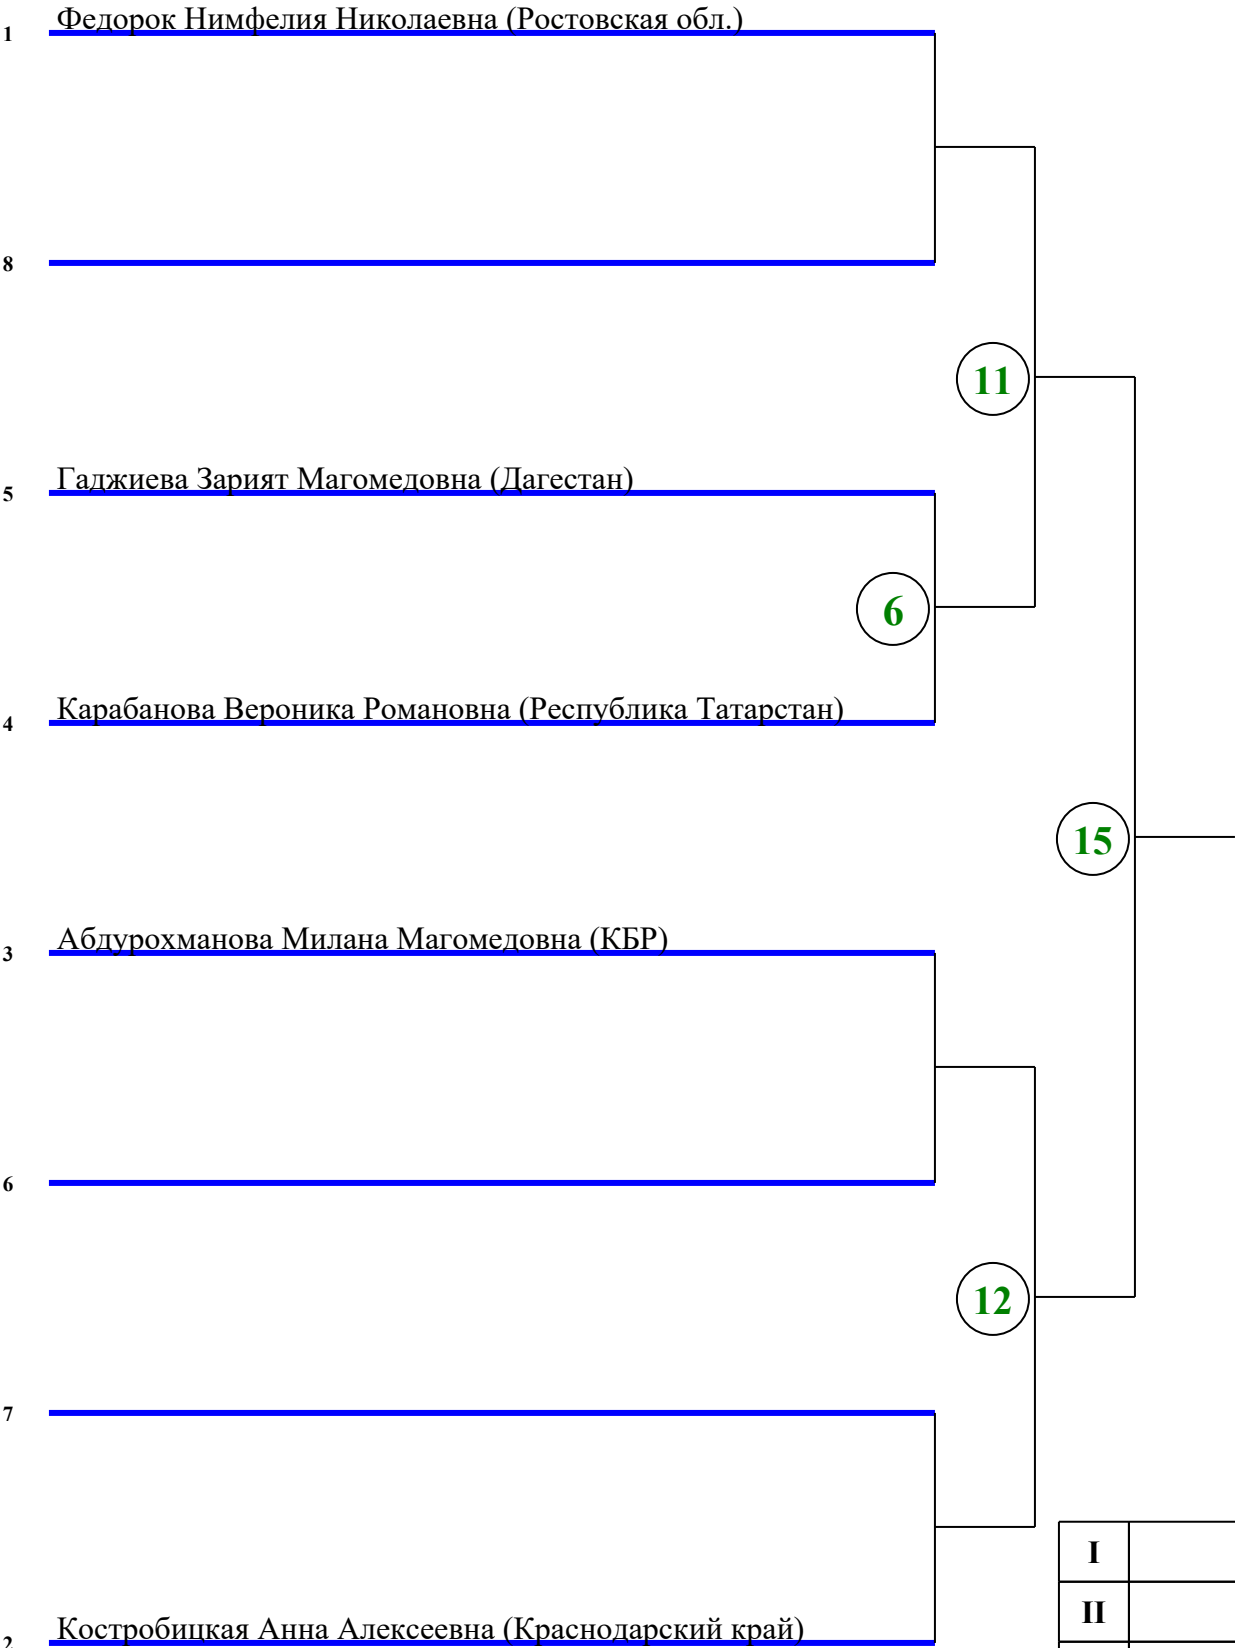 1 Федорок Нимфелия Николаевна (Ростовская обл.)
8
11
5 Гаджиева Зарият Магомедовна (Дагестан)
6
4 Карабанова Вероника Романовна (Республика Татарстан)
15
3 Абдурохманова Милана Магомедовна (КБР)
6
12
7
I
II
2 Костробицкая Анна Алексеевна (Краснодарский край)